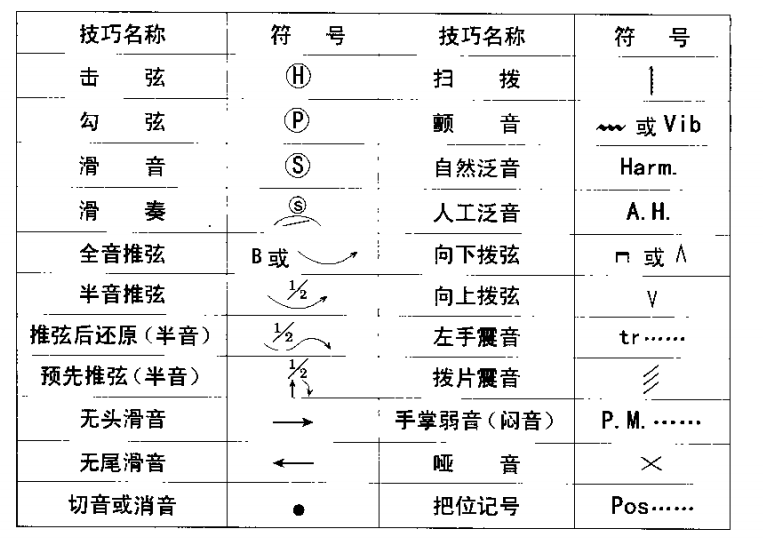 技巧名称 符 号 技巧名称 符 号
击 弦 Ⓗ 扫 拨
勾 弦 Ⓟ 颤 音 或 Vib
滑 音 Ⓢ 自然泛音 Harm.
滑 奏 ⓢ 人工泛音 A.H.
全音推弦 B或 向下拨弦 或 Λ
半音推弦 1/2 向上拨弦 V
推弦后还原(半音) 1/2 左手震音 tr······
预先推弦(半音) 1/2 拨片震音
无头滑音 → 手掌弱音(闷音) P.M.······
无尾滑音 ← 哑 音 ×
切音或消音 ● 把位记号 Pos······